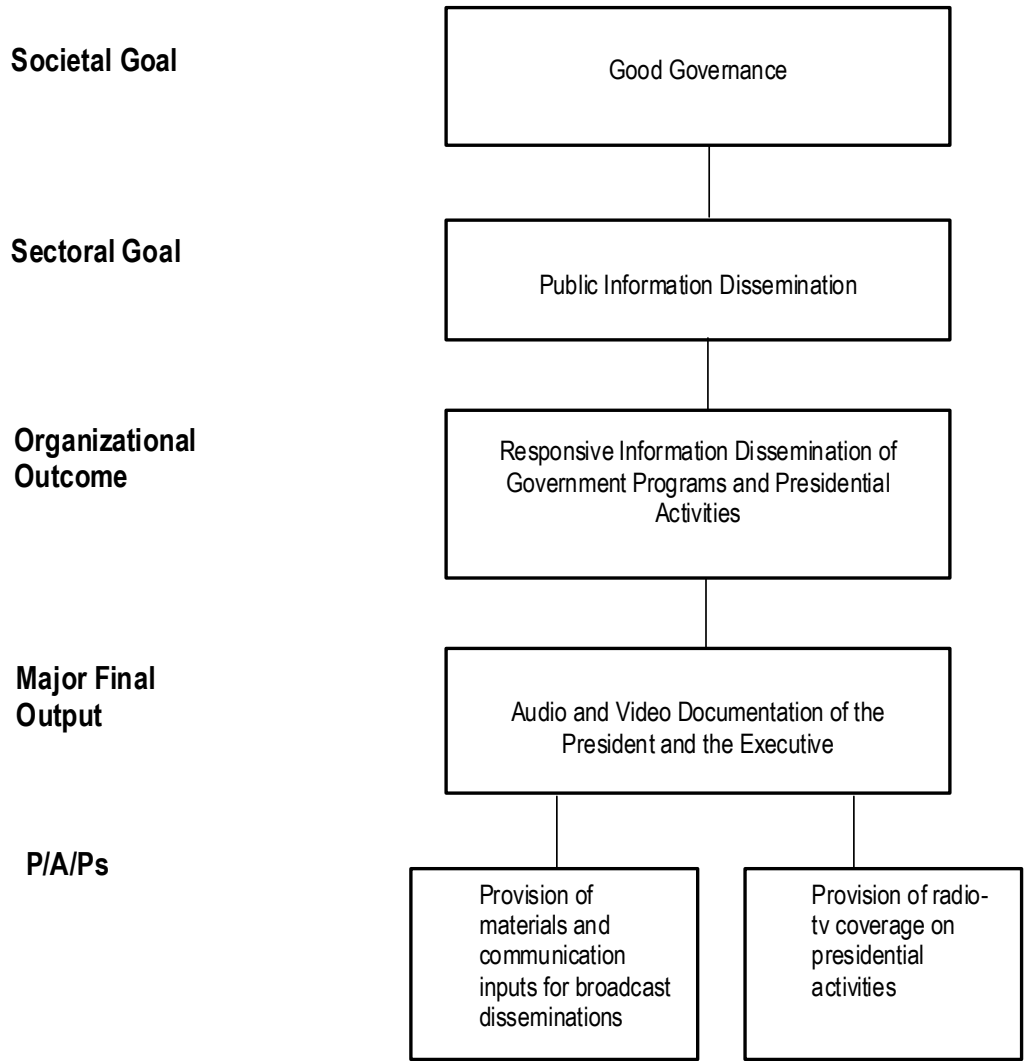 Societal Goal
Good Governance
Sectoral Goal
Public Information Dissemination
Organizational
Outcome
Responsive Information Dissemination of
Government Programs and Presidential
Activities
Major Final
Output
Audio and Video Documentation of the
President and the Executive
P/A/Ps
Provision of
materials and
communication
inputs for broadcast
disseminations
Provision of radio-
tv coverage on
presidential
activities